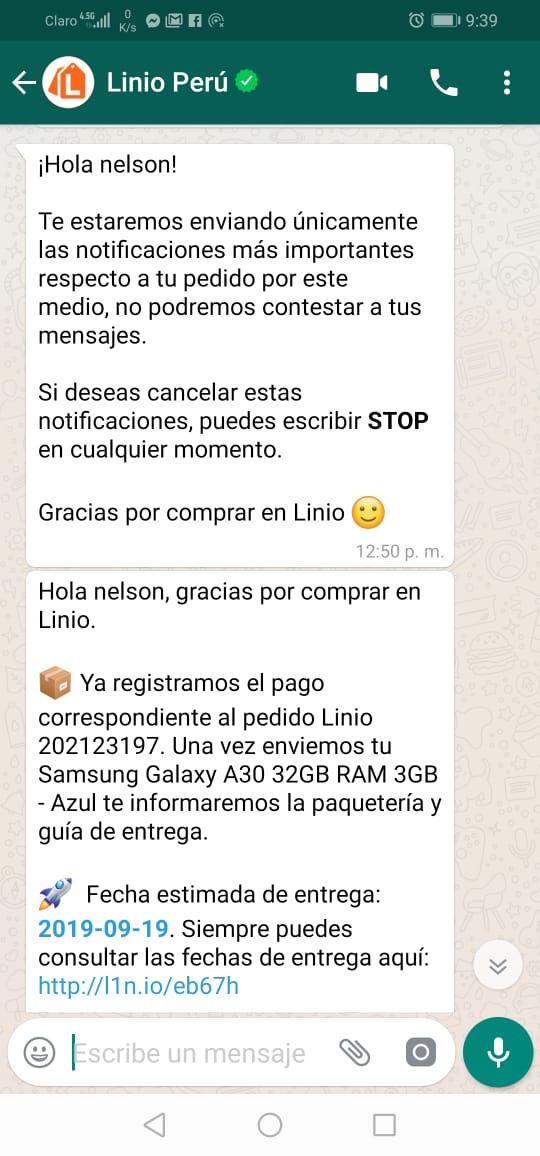 Claro 4.5G 0 K/s 9:39
Linio Perú
¡Hola nelson!
Te estaremos enviando únicamente
las notificaciones más importantes
respecto a tu pedido por este
medio, no podremos contestar a tus
mensajes.
Si deseas cancelar estas
notificaciones, puedes escribir STOP
en cualquier momento.
Gracias por comprar en Linio 🙂
12:50 p. m.
Hola nelson, gracias por comprar en
Linio.
📦 Ya registramos el pago
correspondiente al pedido Linio
202123197. Una vez enviemos tu
Samsung Galaxy A30 32GB RAM 3GB
- Azul te informaremos la paquetería y
guía de entrega.
🚀 Fecha estimada de entrega:
2019-09-19. Siempre puedes
consultar las fechas de entrega aquí:
http://l1n.io/eb67h
Escribe un mensaje